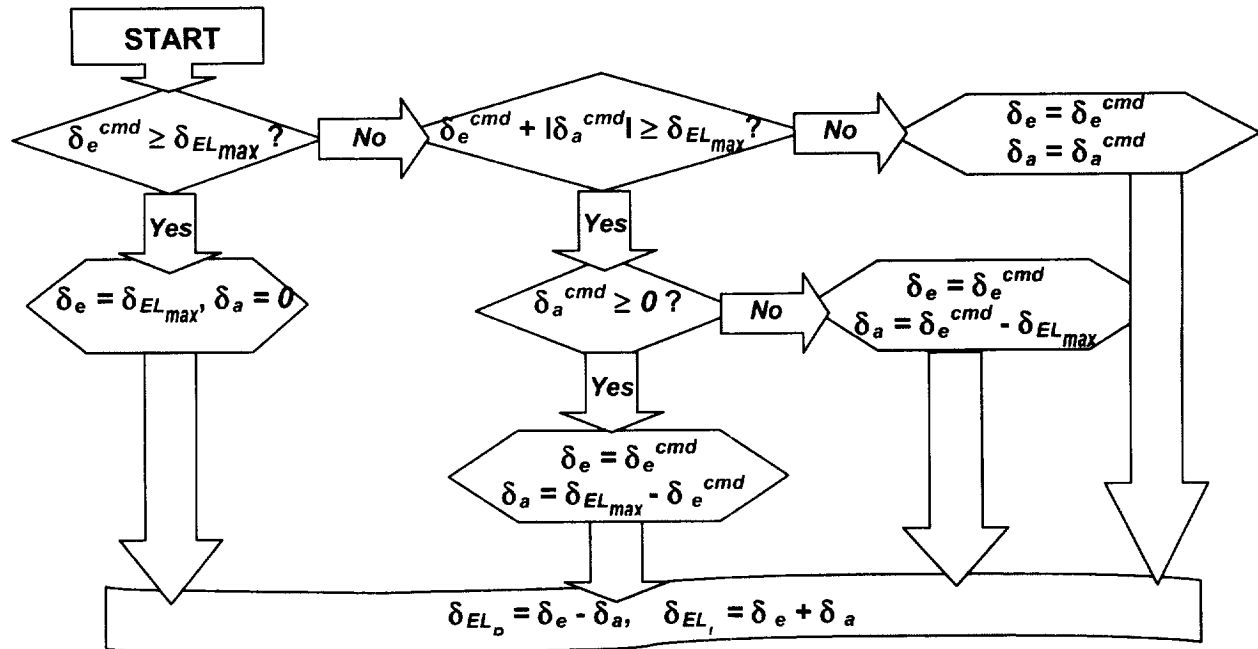 START
δe^cmd ≥ δEL_max ?
No
δe^cmd + |δa^cmd| ≥ δEL_max ?
No
δe = δe^cmd
δa = δa^cmd
Yes
Yes
δe = δEL_max, δa = 0
δa^cmd ≥ 0 ?
No
δe = δe^cmd
δa = δe^cmd - δEL_max
Yes
δe = δe^cmd
δa = δEL_max - δe^cmd
δEL = δe - δa, δEL = δe + δa